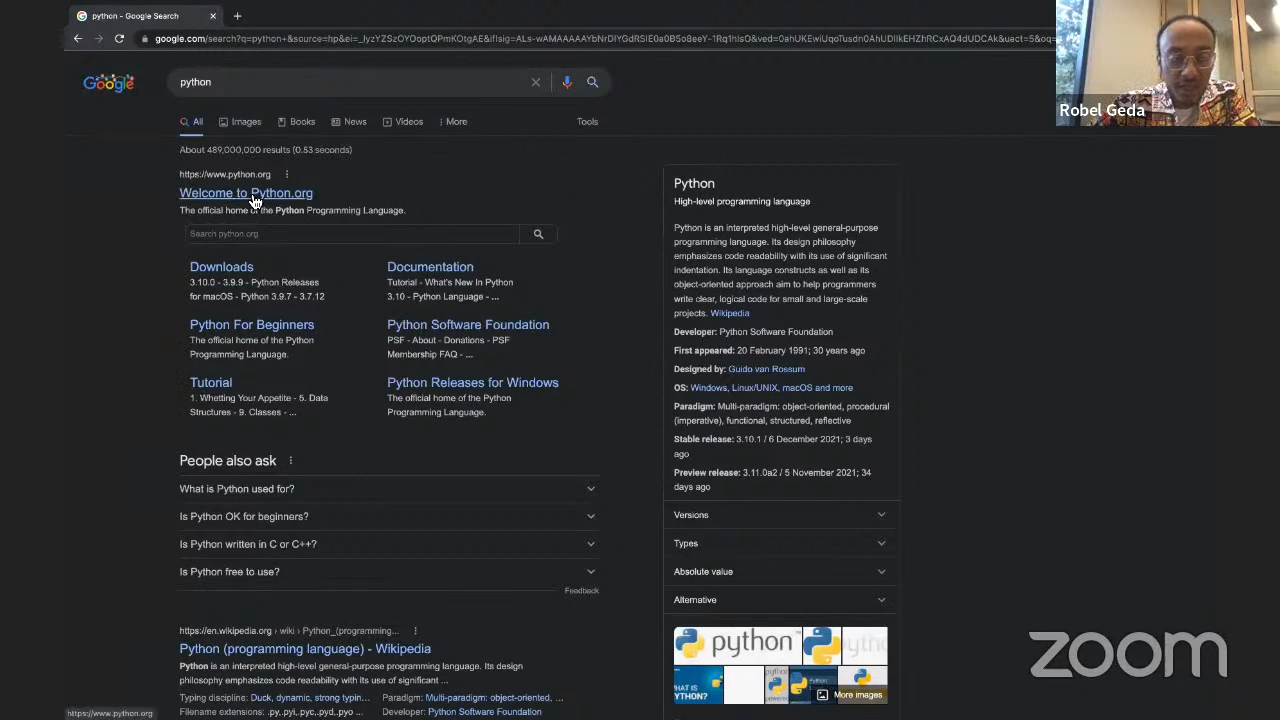 python - Google Search
Robel Geda
Google
python
All
Images
Books
News
Videos
More
Tools
About 489,000,000 results (0.53 seconds)
https://www.python.org
Welcome to Python.org
The official home of the Python Programming Language.
Search python.org
Downloads
3.10.0 - 3.9.9 - Python Releases
for macOS - Python 3.9.7 - 3.7.12
Documentation
Tutorial - What's New In Python
3.10 - Python Language - ...
Python For Beginners
The official home of the Python
Programming Language.
Python Software Foundation
PSF - About - Donations - PSF
Membership FAQ - ...
Tutorial
1. Whetting Your Appetite - 5. Data
Structures - 9. Classes - ...
Python Releases for Windows
The official home of the Python
Programming Language.
People also ask
What is Python used for?
Is Python OK for beginners?
Is Python written in C or C++?
Is Python free to use?
Feedback
https://en.wikipedia.org › wiki › Python_(programming...
Python (programming language) - Wikipedia
Python is an interpreted high-level general-purpose programming language. Its design
philosophy emphasizes code readability with its use of significant ...
Typing discipline: Duck, dynamic, strong typin...
Paradigm: Multi-paradigm: object-oriented, ...
Filename extensions: .py,.pyi,.pyc,.pyd,.pyo ...
Developer: Python Software Foundation
https://www.python.org
Python
High-level programming language
Python is an interpreted high-level general-purpose
programming language. Its design philosophy
emphasizes code readability with its use of significant
indentation. Its language constructs as well as its
object-oriented approach aim to help programmers
write clear, logical code for small and large-scale
projects. Wikipedia
Developer: Python Software Foundation
First appeared: 20 February 1991; 30 years ago
Designed by: Guido van Rossum
OS: Windows, Linux/UNIX, macOS and more
Paradigm: Multi-paradigm: object-oriented, procedural
(imperative), functional, structured, reflective
Stable release: 3.10.1 / 6 December 2021; 3 days
ago
Preview release: 3.11.0a2 / 5 November 2021; 34
days ago
Versions
Types
Absolute value
Alternative
python
PYTHON?
More images
zoom